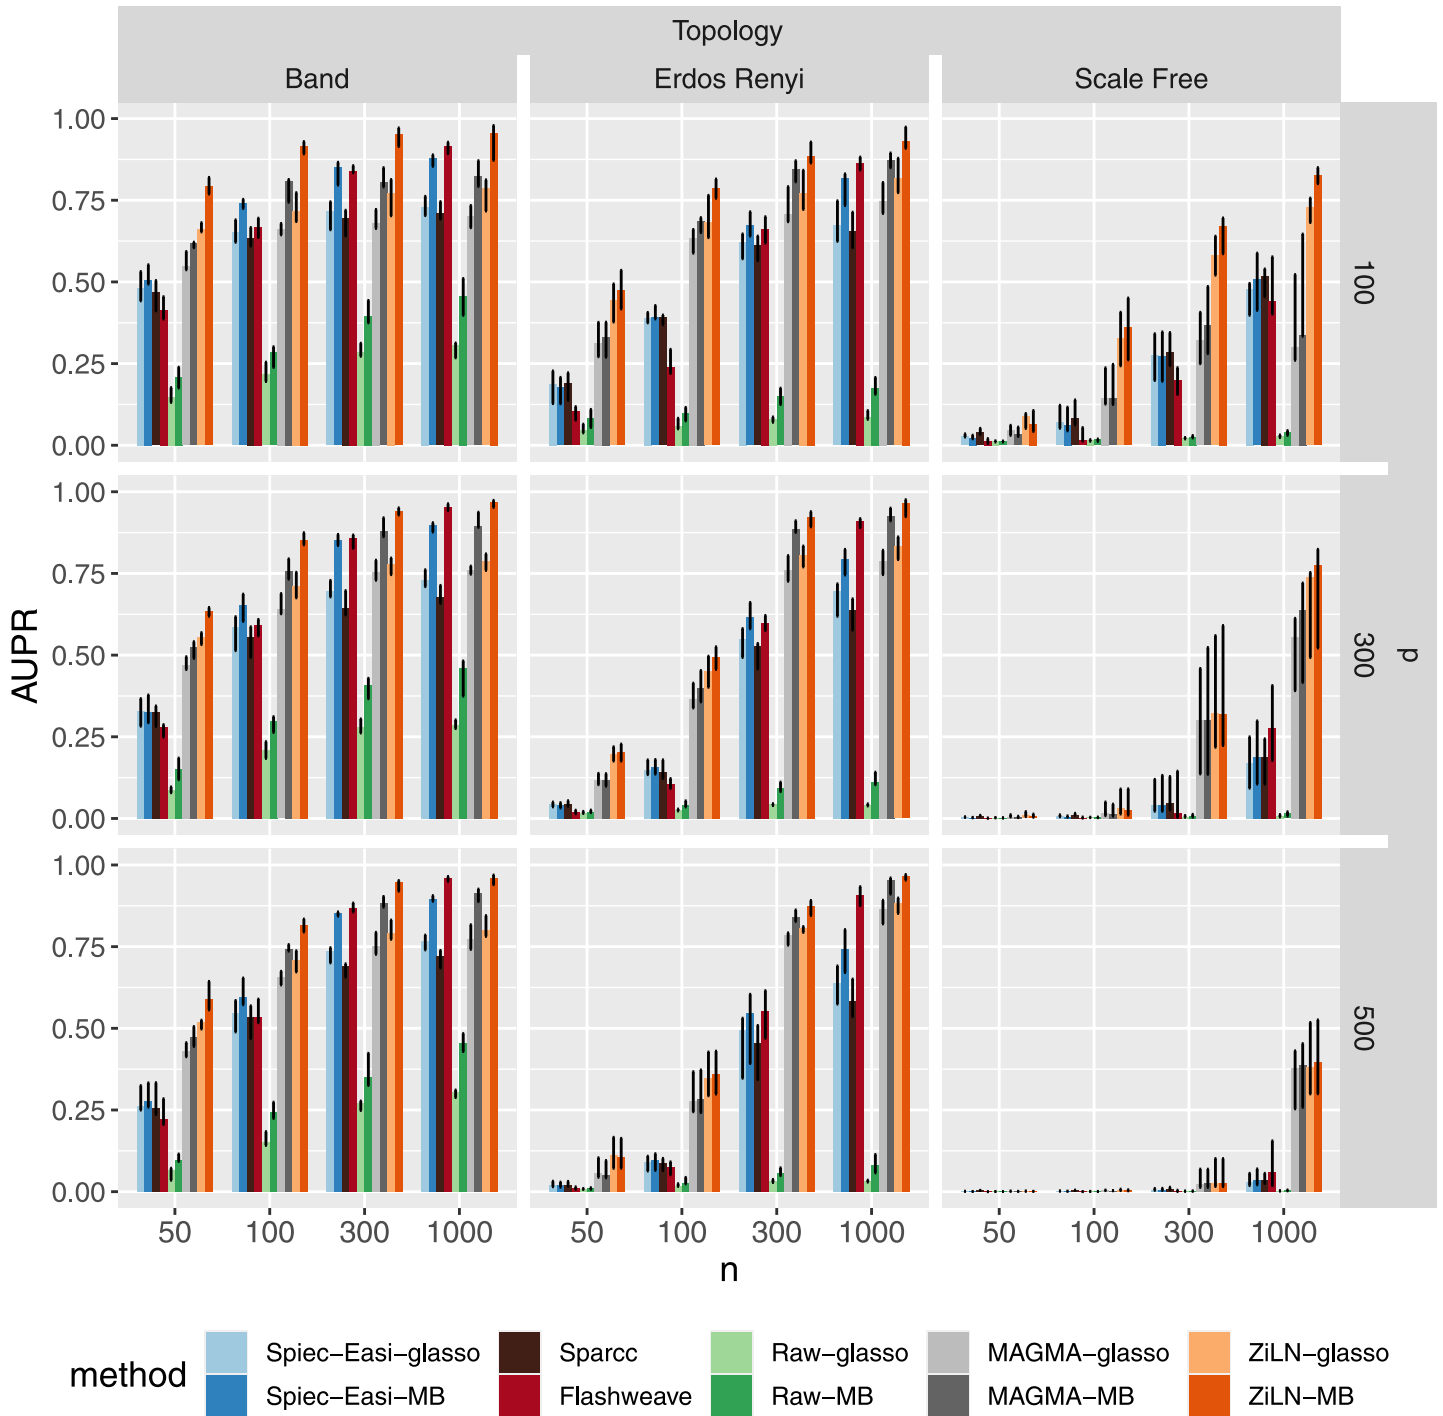 Topology
Band Erdos Renyi Scale Free
1.00
0.75
0.50
0.25
0.00
100
1.00
0.75
0.50
0.25
0.00
300
1.00
0.75
0.50
0.25
0.00
500
AUPR
p
50 100 300 1000 50 100 300 1000 50 100 300 1000
n
method
Spiec−Easi−glasso Sparcc Raw−glasso MAGMA−glasso ZiLN−glasso
Spiec−Easi−MB Flashweave Raw−MB MAGMA−MB ZiLN−MB